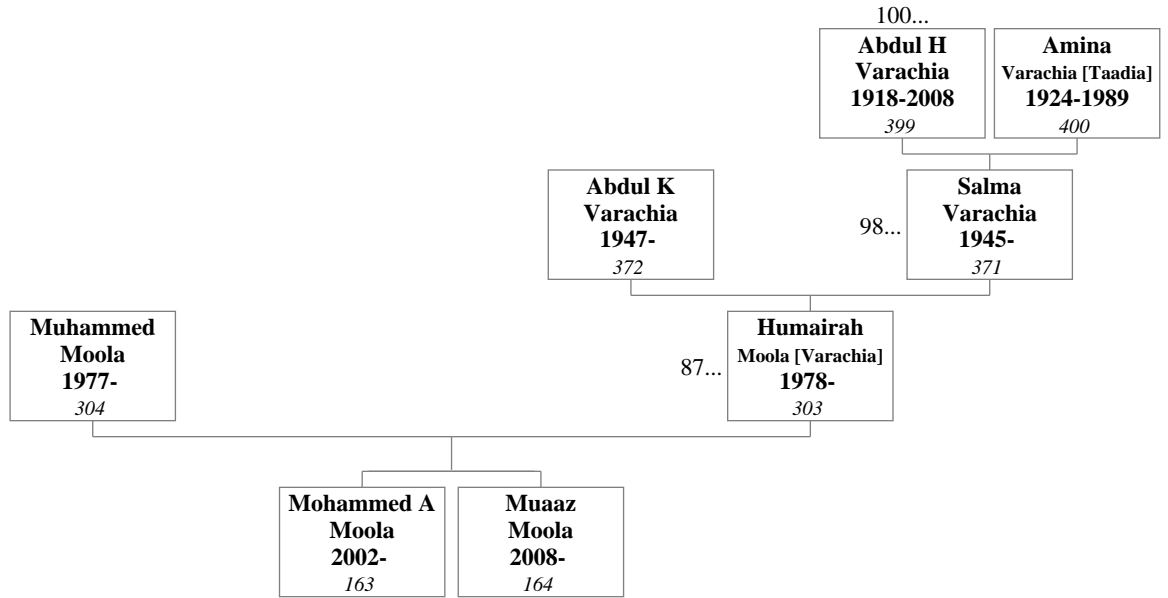 100...
Abdul H
Varachia
1918-2008
399
Amina
Varachia [Taadia]
1924-1989
400
Abdul K
Varachia
1947-
372
98...
Salma
Varachia
1945-
371
Muhammed
Moola
1977-
304
87...
Humairah
Moola [Varachia]
1978-
303
Mohammed A
Moola
2002-
163
Muaaz
Moola
2008-
164